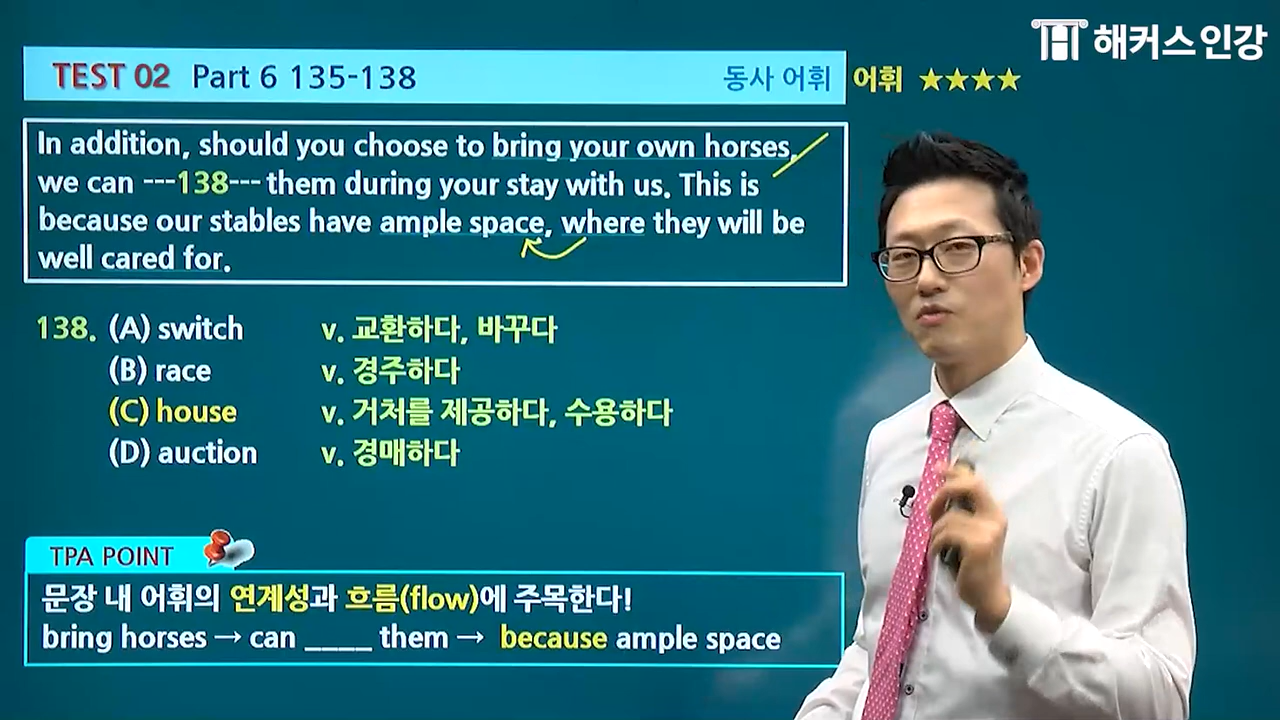 해커스인강
TEST 02 Part 6 135-138 동사 어휘 어휘 ★★★★
In addition, should you choose to bring your own horses,
we can ---138--- them during your stay with us. This is
because our stables have ample space, where they will be
well cared for.
138. (A) switch v. 교환하다, 바꾸다
(B) race v. 경주하다
(C) house v. 거처를 제공하다, 수용하다
(D) auction v. 경매하다
TPA POINT
문장 내 어휘의 연계성과 흐름(flow)에 주목한다!
bring horses → can ____ them → because ample space